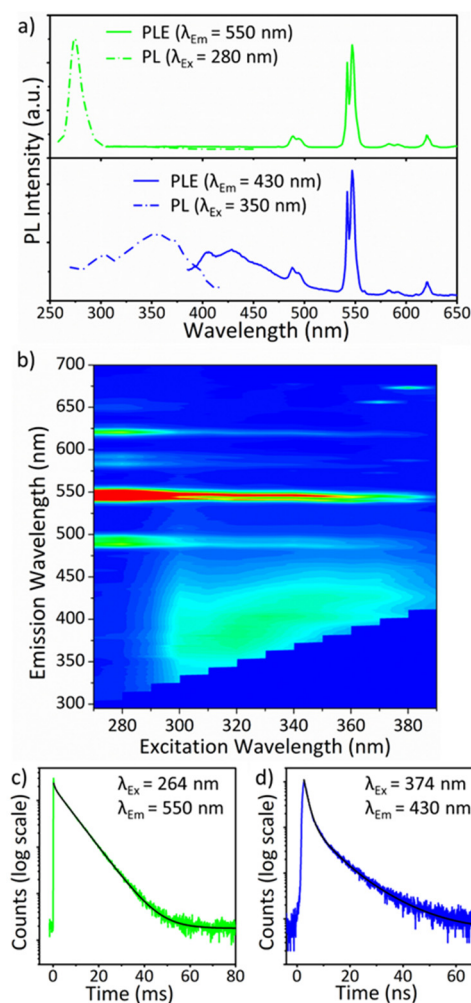 a)
PLE (λEm = 550 nm)
PL (λEx = 280 nm)
PLE (λEm = 430 nm)
PL (λEx = 350 nm)
PL Intensity (a.u.)
250 300 350 400 450 500 550 600 650
Wavelength (nm)
b)
700
650
600
550
500
450
400
350
300
Emission Wavelength (nm)
280 300 320 340 360 380
Excitation Wavelength (nm)
c)
λEx = 264 nm
λEm = 550 nm
Counts (log scale)
0 20 40 60 80
Time (ms)
d)
λEx = 374 nm
λEm = 430 nm
Counts (log scale)
0 20 40 60
Time (ns)